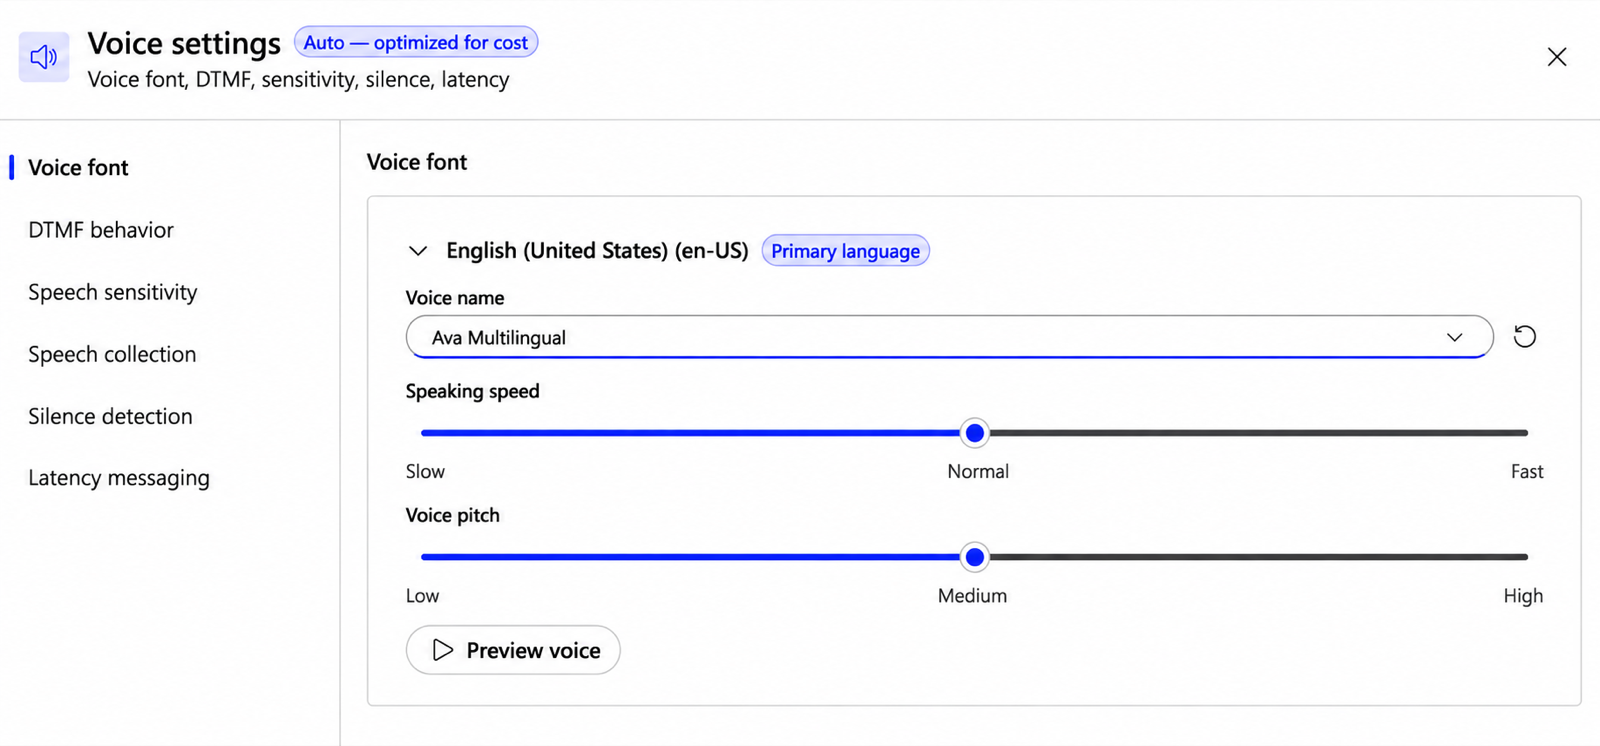 Voice settings
Auto — optimized for cost
Voice font, DTMF, sensitivity, silence, latency
Voice font
DTMF behavior
Speech sensitivity
Speech collection
Silence detection
Latency messaging
Voice font
English (United States) (en-US)
Primary language
Voice name
Ava Multilingual
Speaking speed
Slow
Normal
Fast
Voice pitch
Low
Medium
High
Preview voice